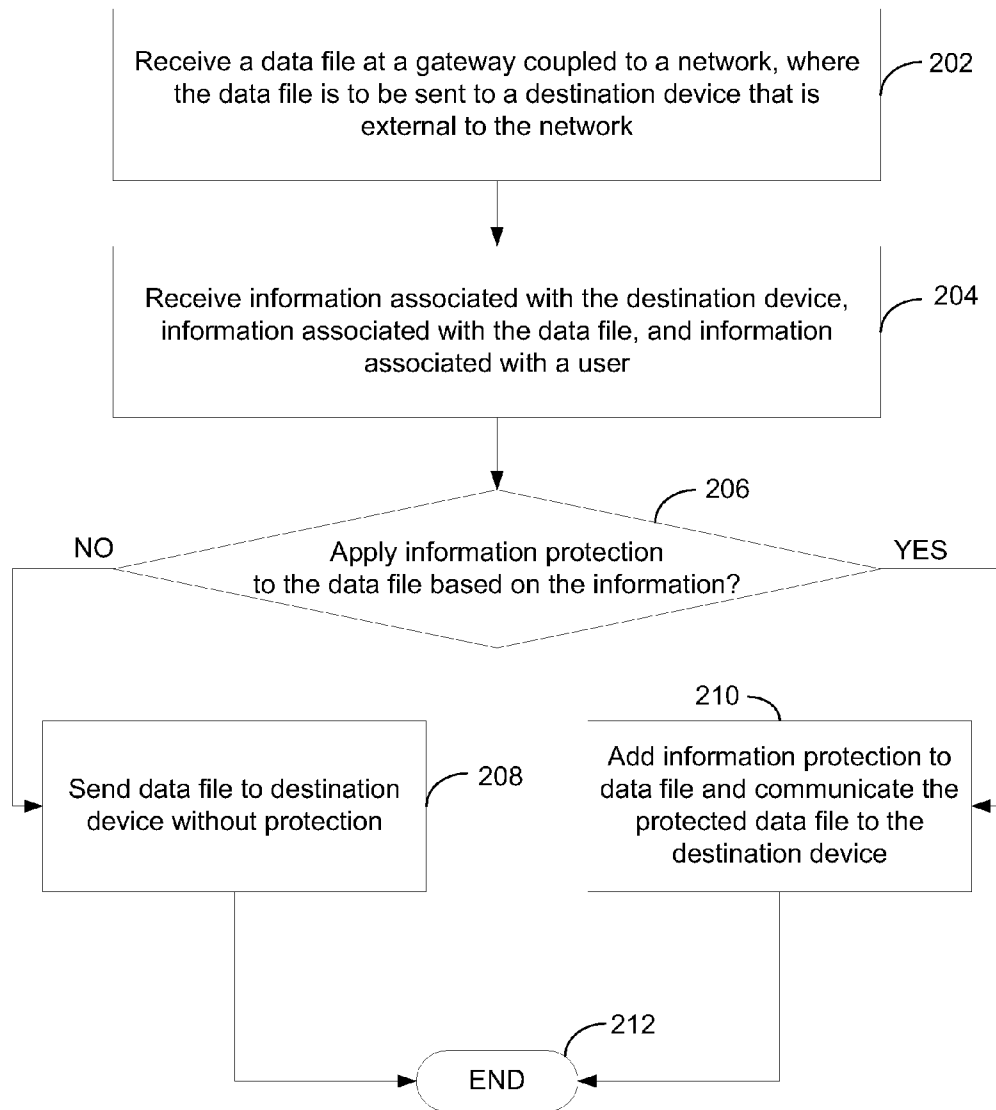 Receive a data file at a gateway coupled to a network, where
the data file is to be sent to a destination device that is
external to the network
202
Receive information associated with the destination device,
information associated with the data file, and information
associated with a user
204
206
NO
Apply information protection
to the data file based on the information?
YES
Send data file to destination
device without protection
208
210
Add information protection to
data file and communicate the
protected data file to the
destination device
212
END